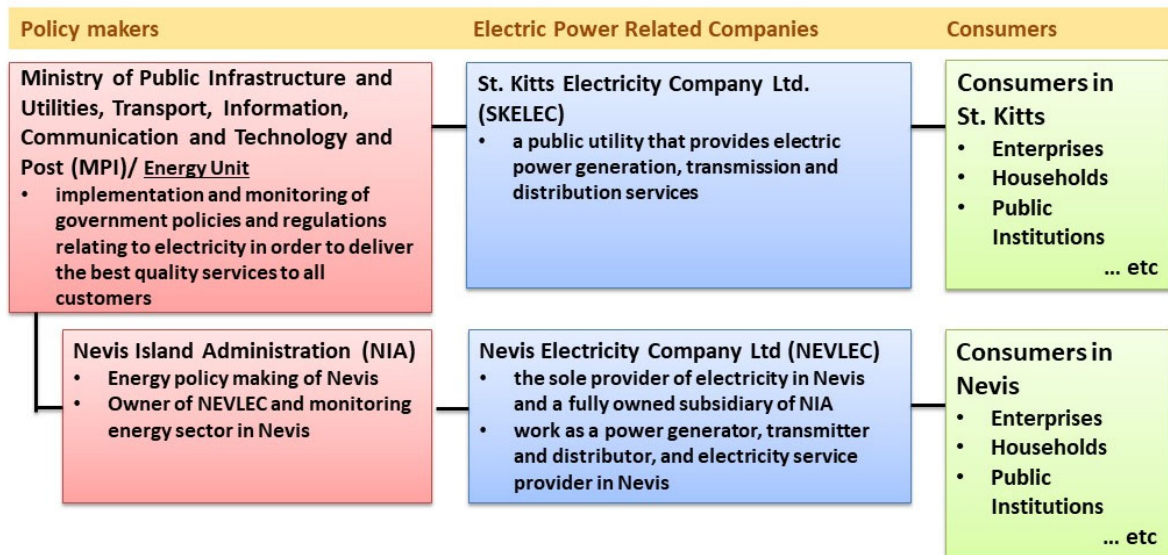 Policy makers
Electric Power Related Companies
Consumers
Ministry of Public Infrastructure and
Utilities, Transport, Information,
Communication and Technology and
Post (MPI)/ Energy Unit
• implementation and monitoring of
government policies and regulations
relating to electricity in order to deliver
the best quality services to all
customers
St. Kitts Electricity Company Ltd.
(SKELEC)
• a public utility that provides electric
power generation, transmission and
distribution services
Consumers in
St. Kitts
• Enterprises
• Households
• Public
Institutions
... etc
Nevis Island Administration (NIA)
• Energy policy making of Nevis
• Owner of NEVLEC and monitoring
energy sector in Nevis
Nevis Electricity Company Ltd (NEVLEC)
• the sole provider of electricity in Nevis
and a fully owned subsidiary of NIA
• work as a power generator, transmitter
and distributor, and electricity service
provider in Nevis
Consumers in
Nevis
• Enterprises
• Households
• Public
Institutions
... etc